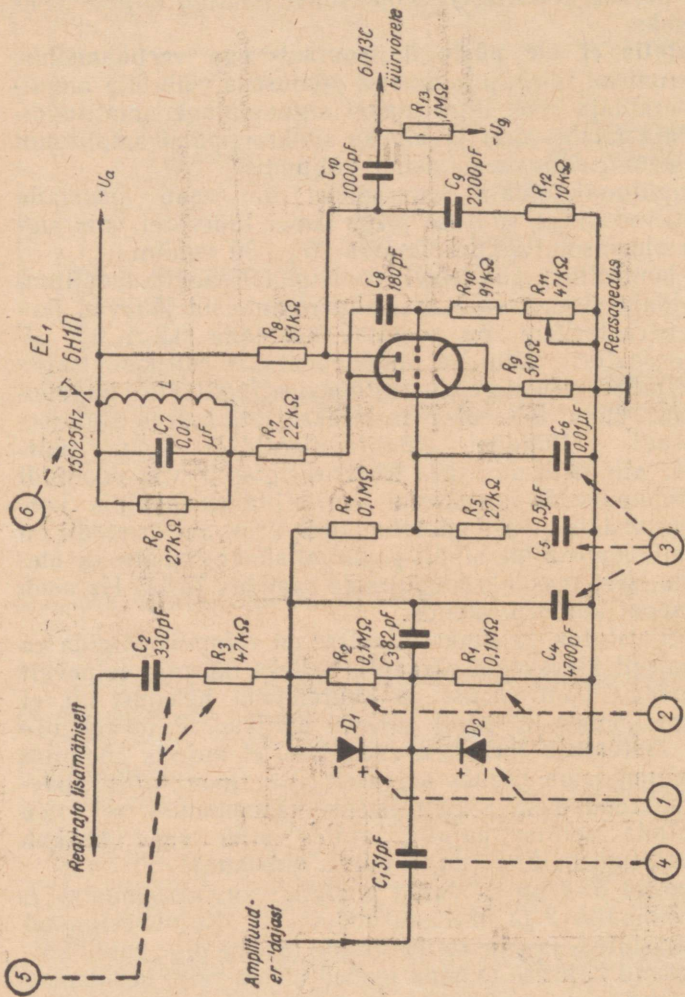 5
Reatrafo lisamähiselt
C₂
330pF
R₃
47kΩ
6
15625Hz
EL₁
6Н1П
+Uₐ
R₆
27kΩ
C₇
0,01
µF
L
R₇
22kΩ
R₈
51kΩ
C₁₀
1000pF
6П13С
tüürvõrele
R₁₃
,1MΩ
-Ug
C₈
180pF
C₉
2200pF
R₁₀
91kΩ
R₁₁
47kΩ
R₁₂
10kΩ
Reasagedus
R₉
510Ω
R₄
0,1MΩ
R₅
27kΩ
C₆
0,01µF
C₅
0,5µF
3
Amplituud-
er·ldajast
C₁ 51pF
D₁
- +
D₂
+ -
R₂
0,1MΩ
C₃ 82pF
R₁
0,1MΩ
C₄
4700pF
2
1
4